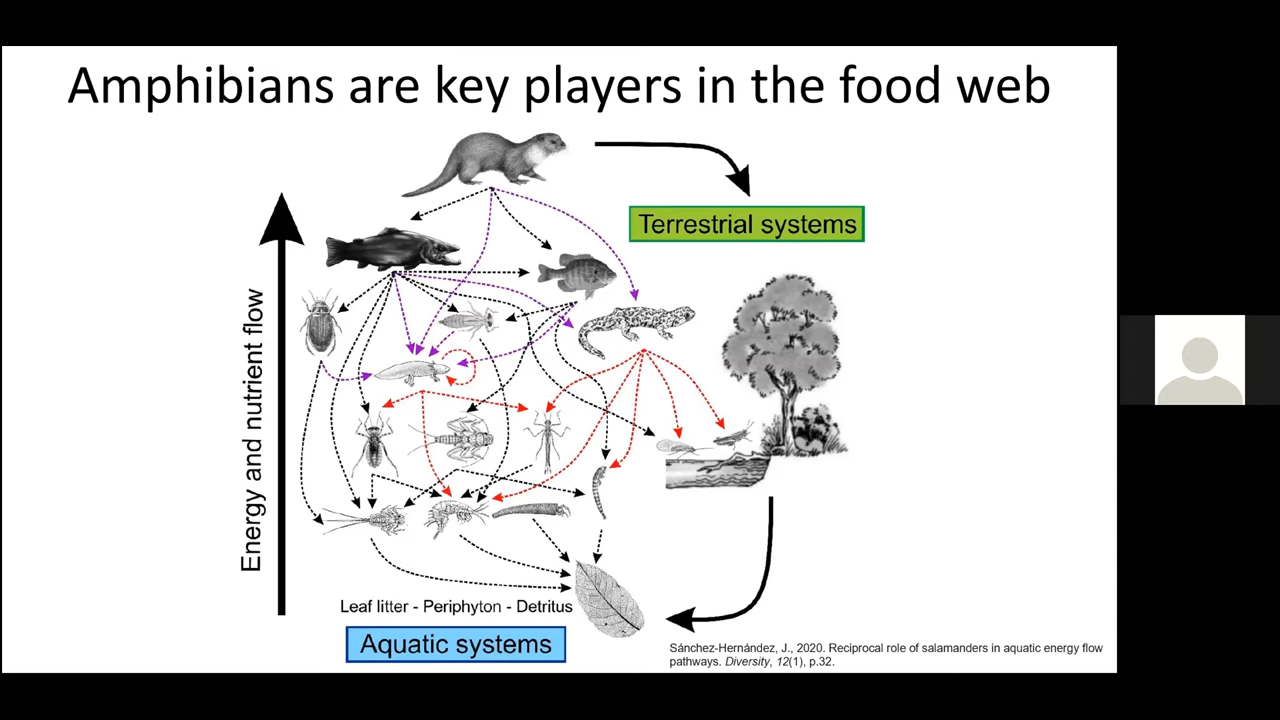 Amphibians are key players in the food web
Terrestrial systems
Energy and nutrient flow
Leaf litter - Periphyton - Detritus
Aquatic systems
Sánchez-Hernández, J., 2020. Reciprocal role of salamanders in aquatic energy flow
pathways. Diversity, 12(1), p.32.